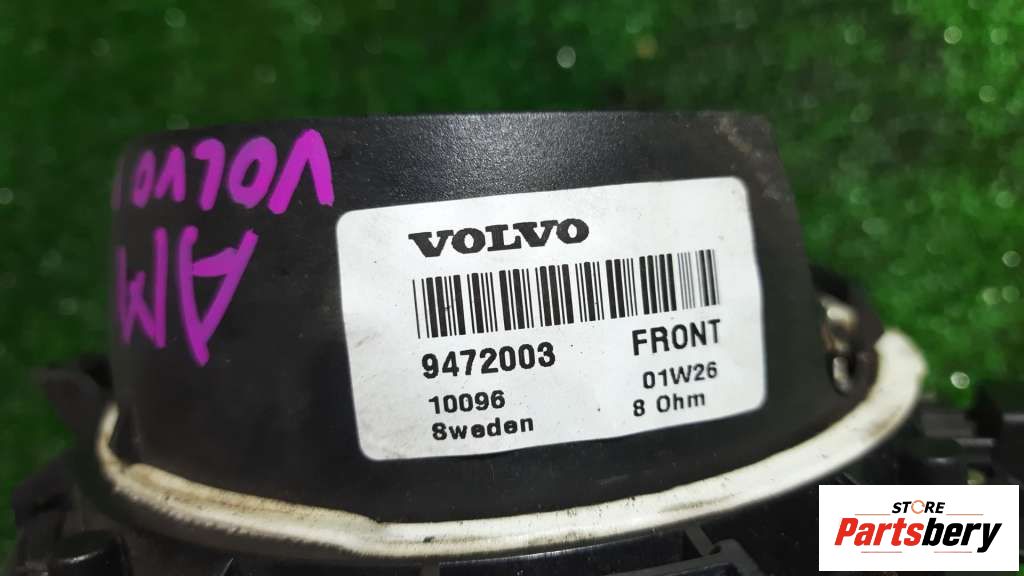 VOLVO
AM
VOLVO
9472003 FRONT
10096 01W26
Sweden 8 Ohm
STORE
Partsbery